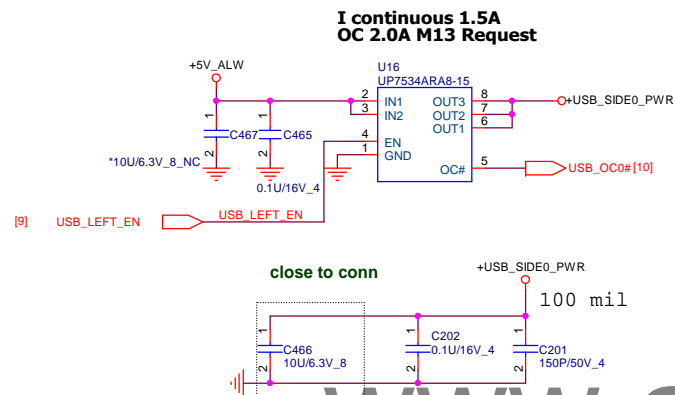 I continuous 1.5A
OC 2.0A M13 Request
+5V_ALW
U16
UP7534ARA8-15
2 IN1 OUT3 8
3 IN2 OUT2 7
OUT1 6
4 EN
1 GND
OC# 5
+USB_SIDE0_PWR
USB_OC0# [10]
1 1
C467 C465
2 2
*10U/6.3V_8_NC
0.1U/16V_4
[9] USB_LEFT_EN USB_LEFT_EN
close to conn
+USB_SIDE0_PWR
100 mil
1 1 1
C466 C202 C201
10U/6.3V_8 0.1U/16V_4 150P/50V_4
2 2 2